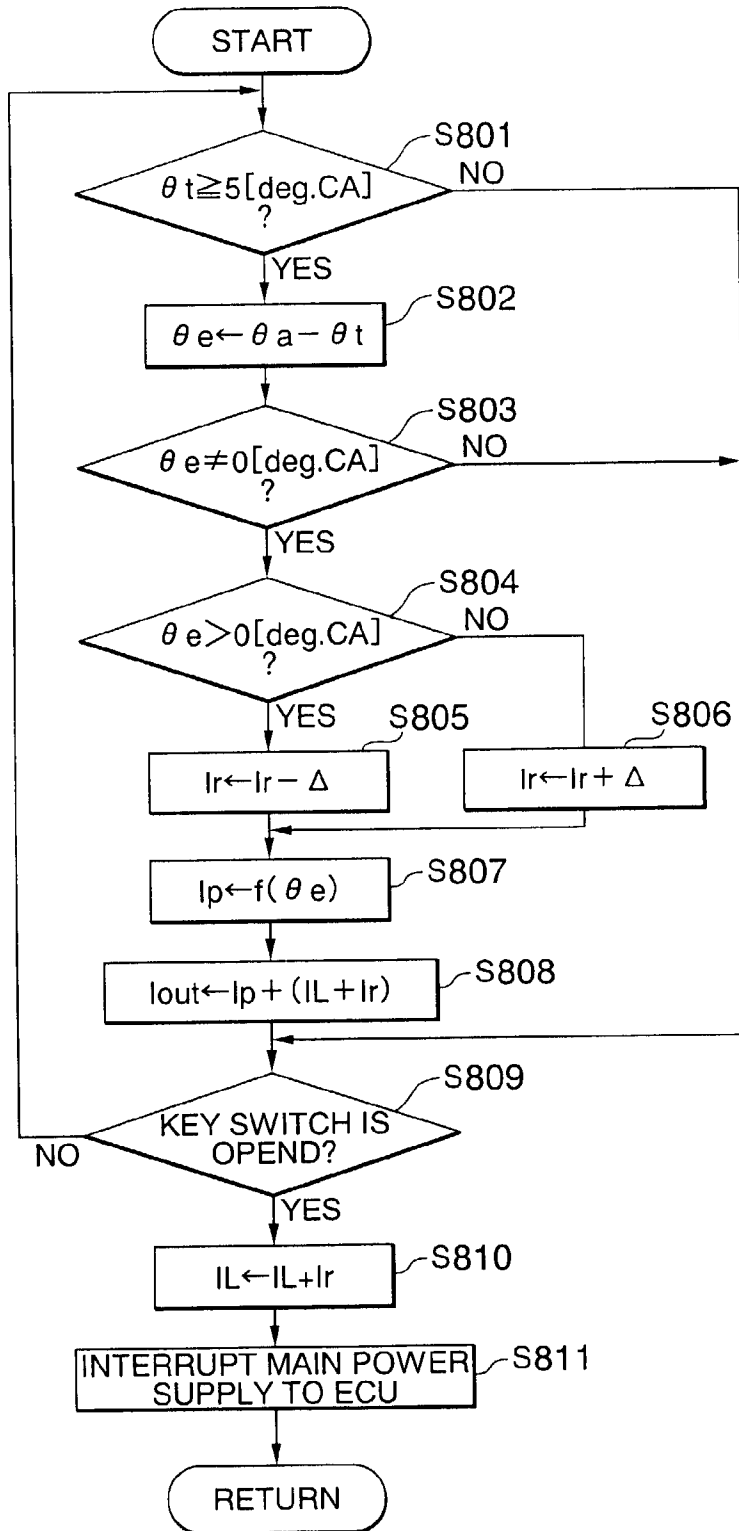 START
S801
θt≧5[deg.CA]
?
NO
YES
S802
θe←θa−θt
S803
θe≠0[deg.CA]
?
NO
YES
S804
θe>0[deg.CA]
?
NO
YES
S805
Ir←Ir−Δ
S806
Ir←Ir+Δ
S807
Ip←f(θe)
S808
Iout←Ip+(IL+Ir)
S809
KEY SWITCH IS
OPEND?
NO
YES
S810
IL←IL+Ir
S811
INTERRUPT MAIN POWER
SUPPLY TO ECU
RETURN